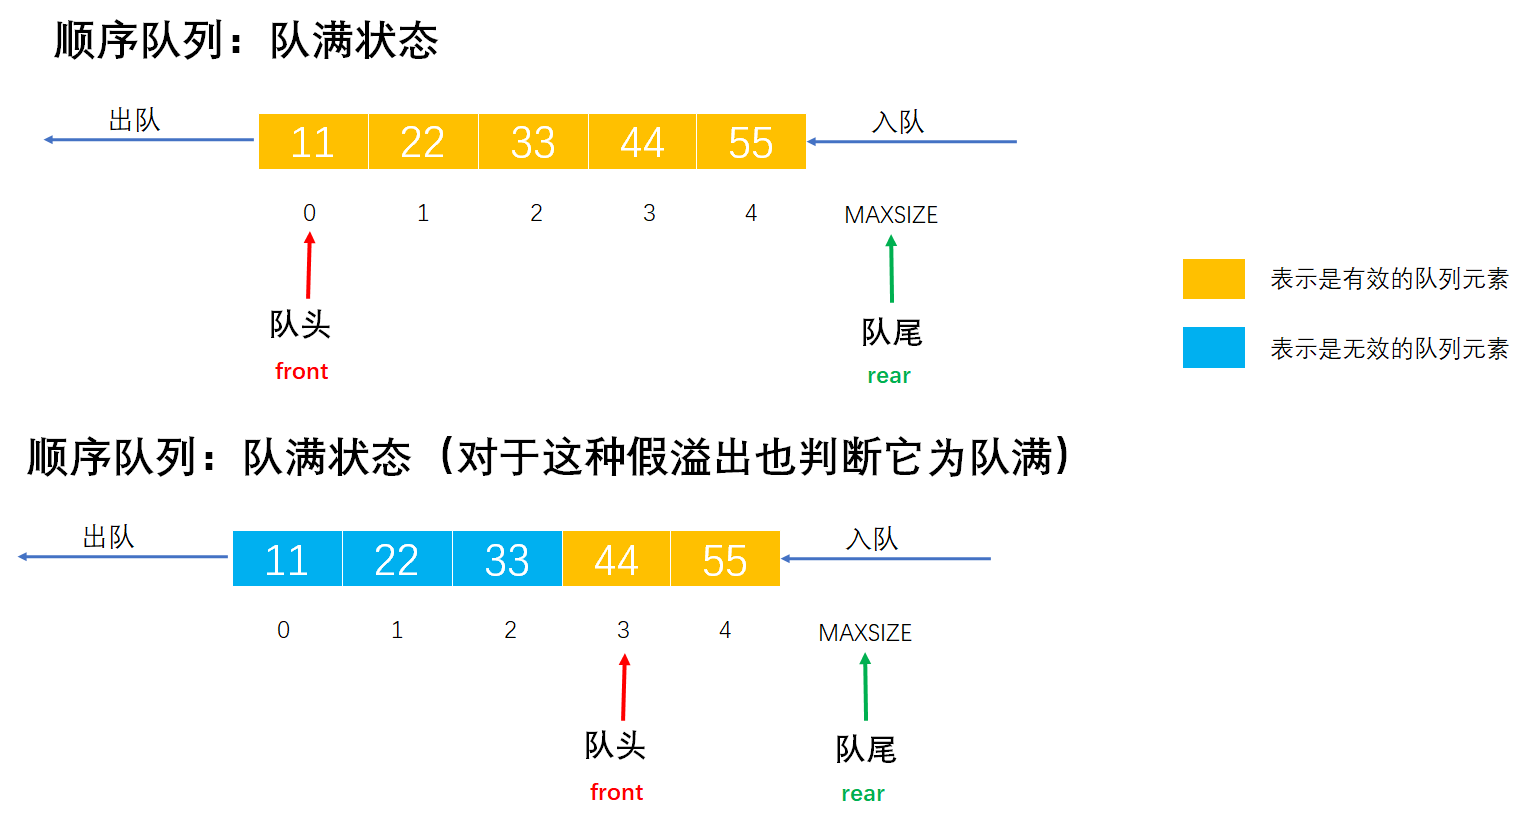 顺序队列：队满状态
出队
入队
11 22 33 44 55
0 1 2 3 4 MAXSIZE
队头
front
队尾
rear
表示是有效的队列元素
表示是无效的队列元素
顺序队列：队满状态（对于这种假溢出也判断它为队满）
出队
入队
11 22 33 44 55
0 1 2 3 4 MAXSIZE
队头
front
队尾
rear